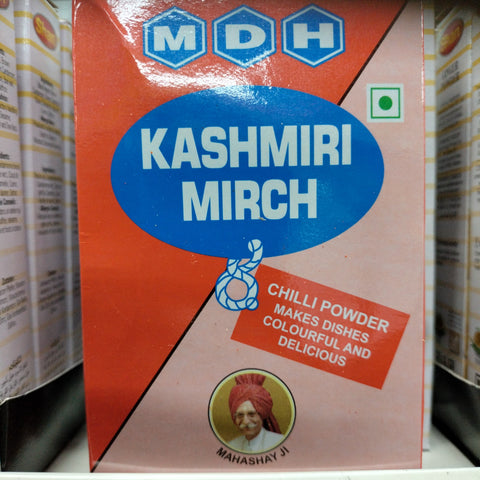 MDH
KASHMIRI
MIRCH
CHILLI POWDER
MAKES DISHES
COLOURFUL AND
DELICIOUS
MAHASHAY JI